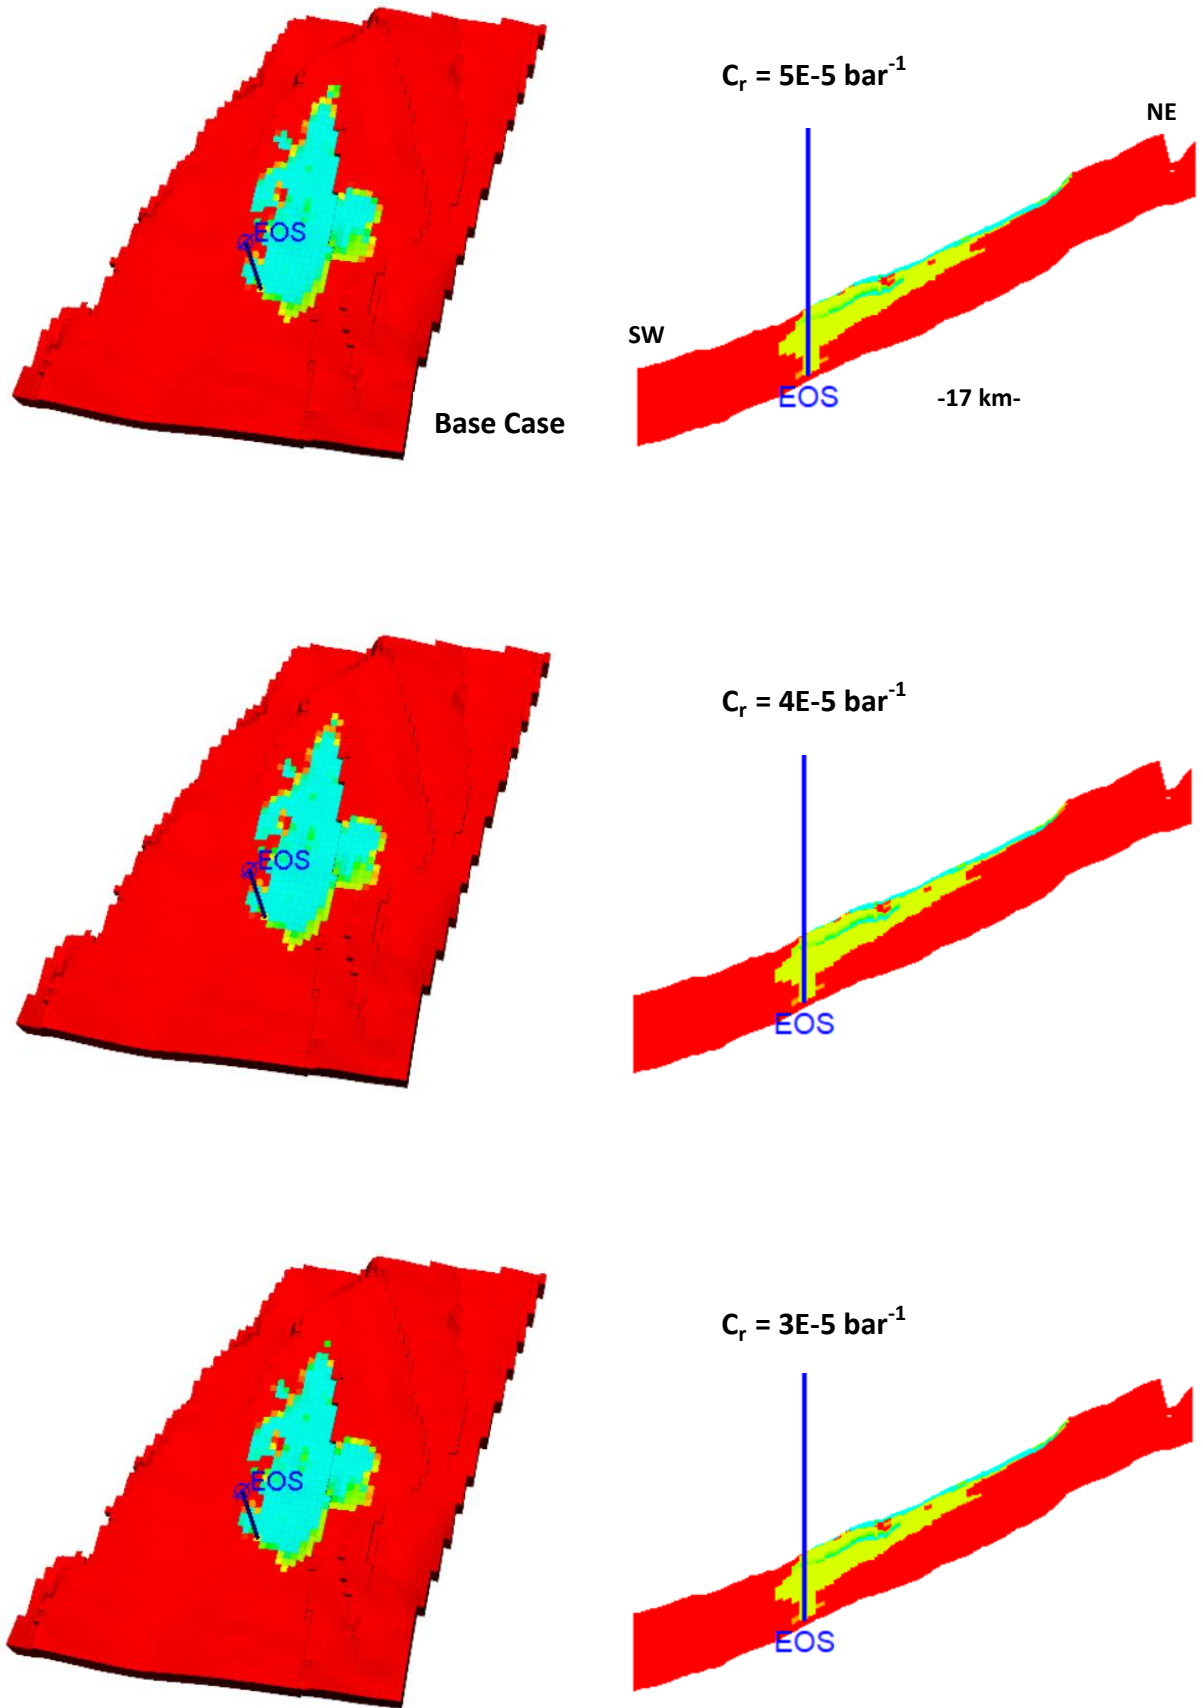 C_r = 5E-5 bar^-1
NE
EOS
SW
EOS
-17 km-
Base Case
C_r = 4E-5 bar^-1
EOS
EOS
C_r = 3E-5 bar^-1
EOS
EOS